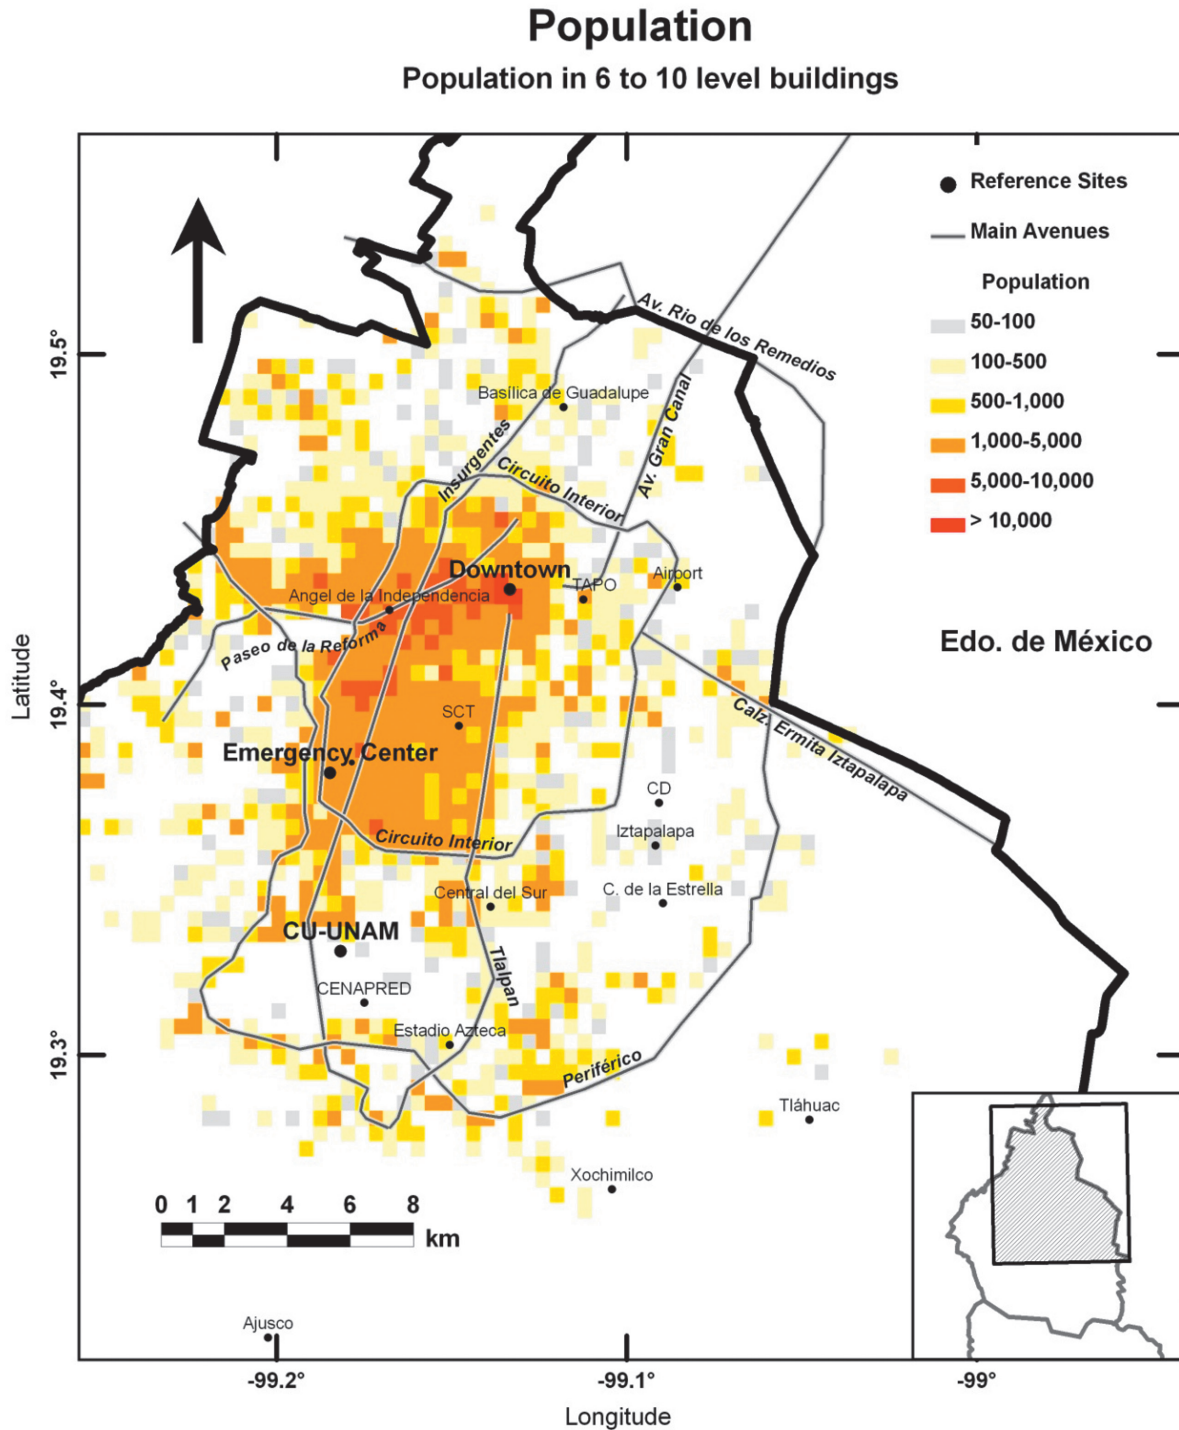 Population
Population in 6 to 10 level buildings
Reference Sites
Main Avenues
Population
50-100
100-500
500-1,000
1,000-5,000
5,000-10,000
> 10,000
Av. Rio de los Remedios
19.5°
Basílica de Guadalupe
Av. Gran Canal
Insurgentes
Circuito Interior
Downtown
TAPO
Airport
Angel de la Independencia
Paseo de la Reforma
Edo. de México
Latitude
19.4°
SCT
Calz. Ermita Iztapalapa
Emergency Center
CD
Iztapalapa
Circuito Interior
Central del Sur
C. de la Estrella
CU-UNAM
Tlalpan
CENAPRED
Estadio Azteca
19.3°
Periférico
Tláhuac
Xochimilco
0 1 2 4 6 8
km
Ajusco
-99.2° -99.1° -99°
Longitude